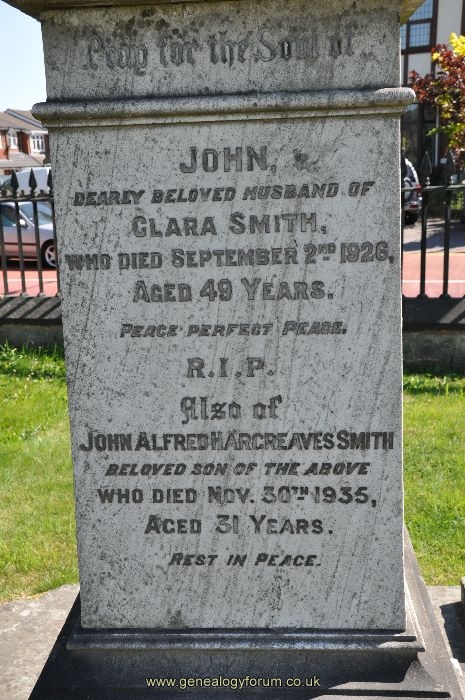 Pray for the Soul of
JOHN,
DEARLY BELOVED HUSBAND OF
CLARA SMITH,
WHO DIED SEPTEMBER 2ND 1926,
AGED 49 YEARS.
PEACE PERFECT PEACE.
R.I.P.
Also of
JOHN ALFRED HARGREAVES SMITH
BELOVED SON OF THE ABOVE
WHO DIED NOV. 30TH 1935,
AGED 31 YEARS.
REST IN PEACE.
www.genealogyforum.co.uk